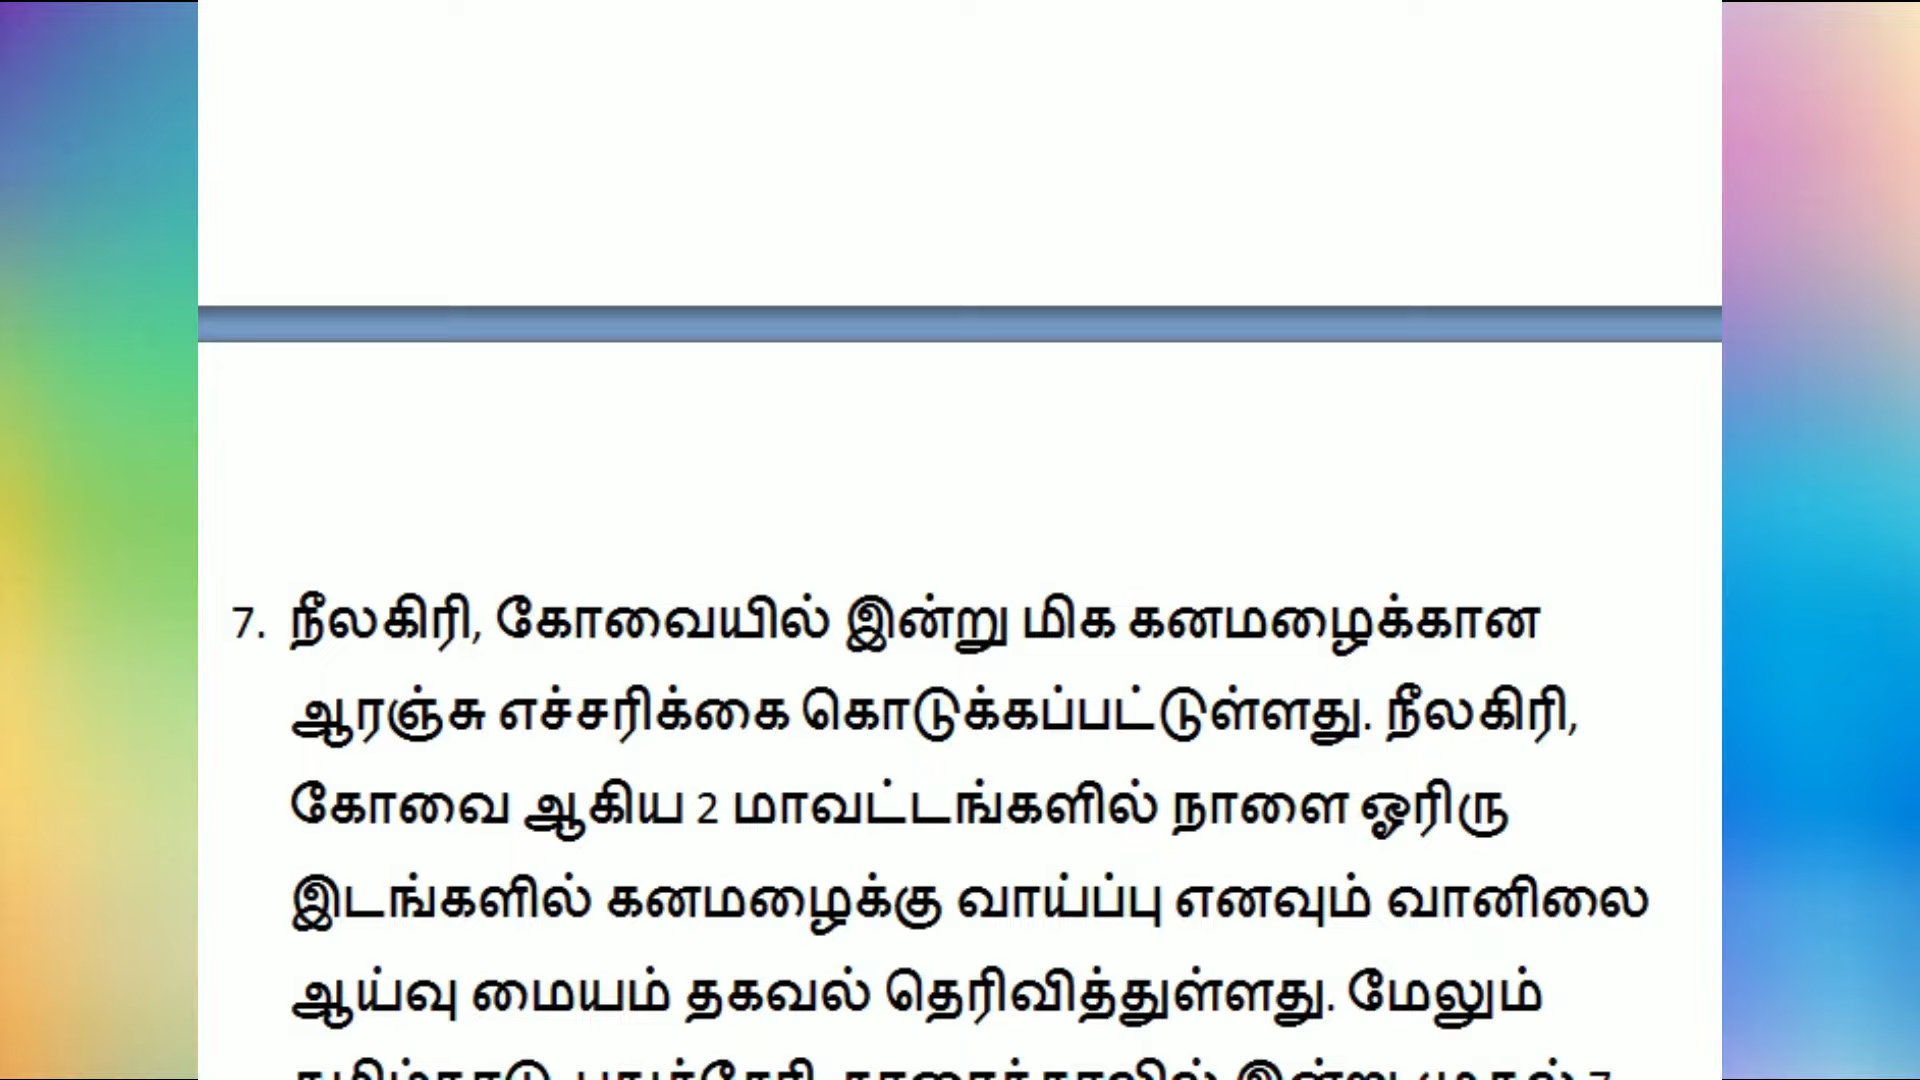 7. நீலகிரி, கோவையில் இன்று மிக கனமழைக்கான
ஆரஞ்சு எச்சரிக்கை கொடுக்கப்பட்டுள்ளது. நீலகிரி,
கோவை ஆகிய 2 மாவட்டங்களில் நாளை ஓரிரு
இடங்களில் கனமழைக்கு வாய்ப்பு எனவும் வானிலை
ஆய்வு மையம் தகவல் தெரிவித்துள்ளது. மேலும்